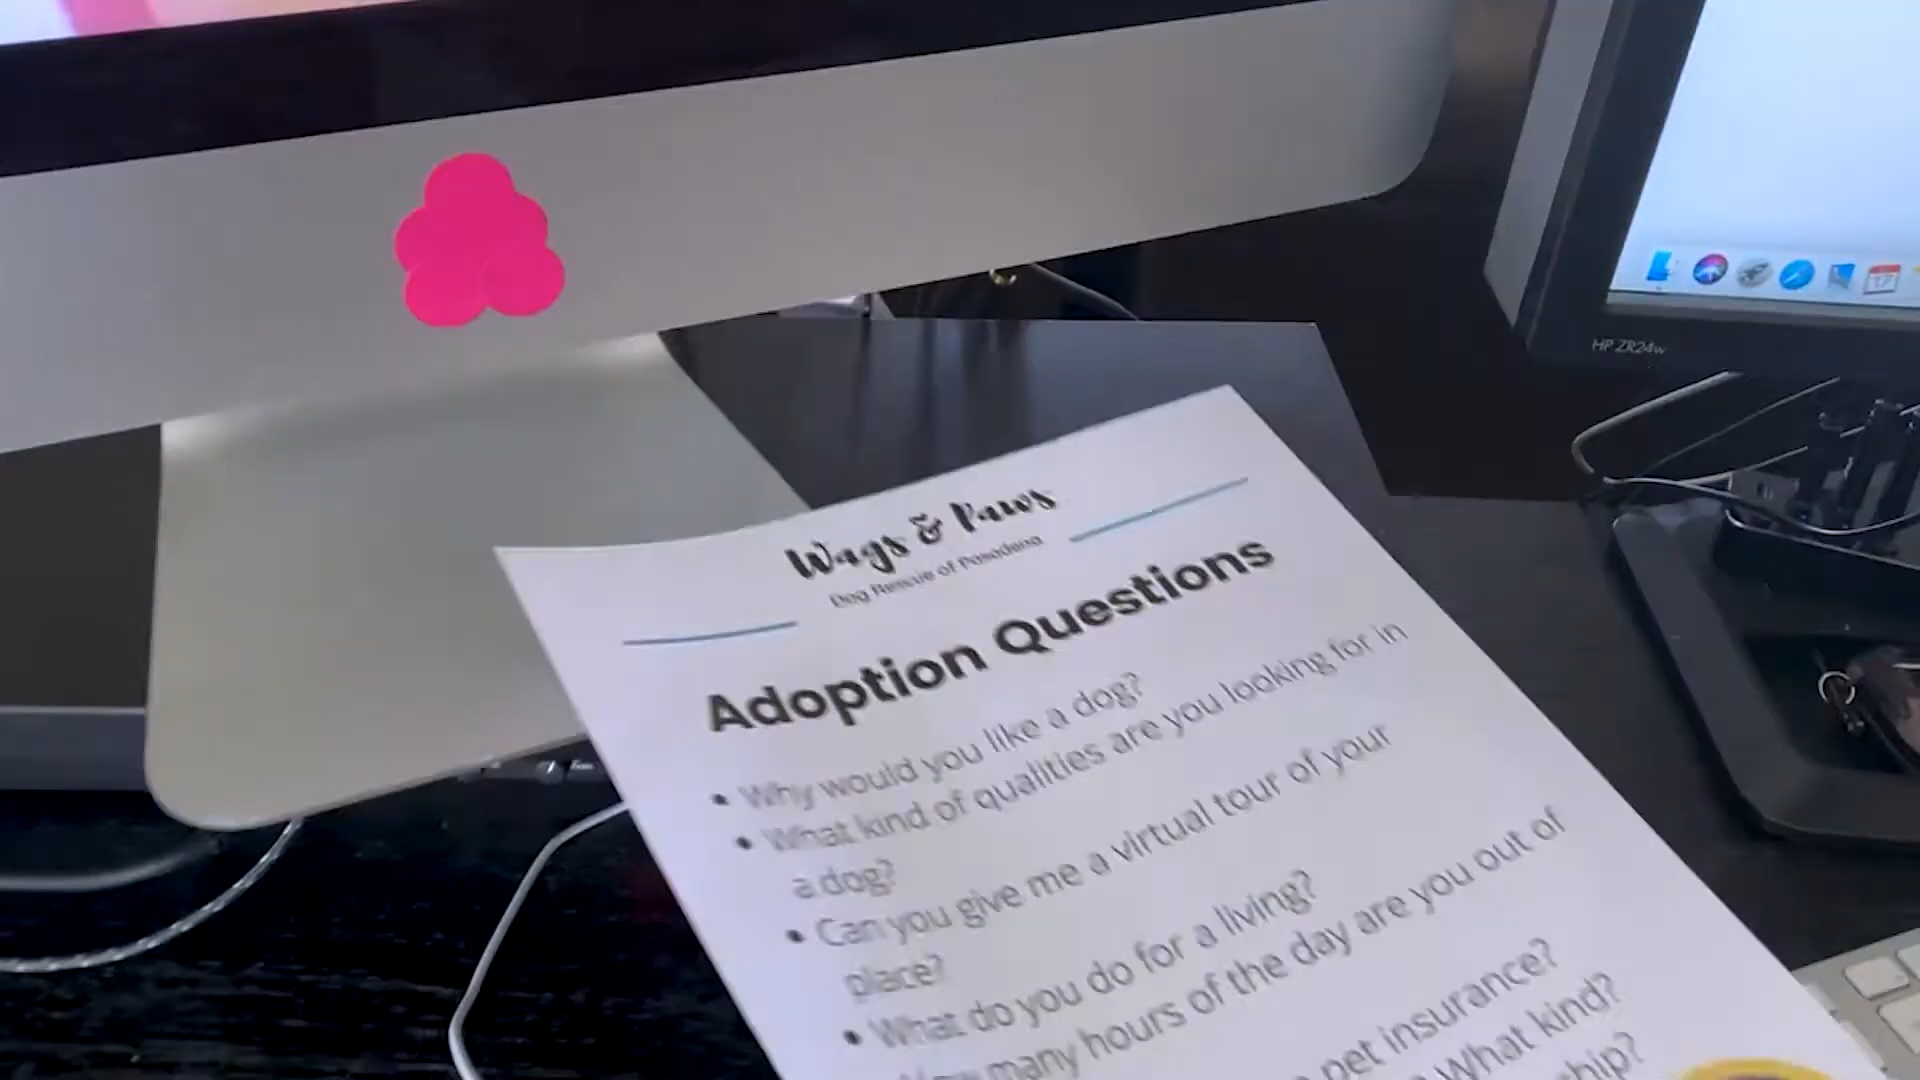 HP ZR24w
17
Wags & Paws
Dog Rescue of Pasadena
Adoption Questions
• Why would you like a dog?
• What kind of qualities are you looking for in
a dog?
• Can you give me a virtual tour of your
place?
• What do you do for a living?
How many hours of the day are you out of
pet insurance?
What kind?